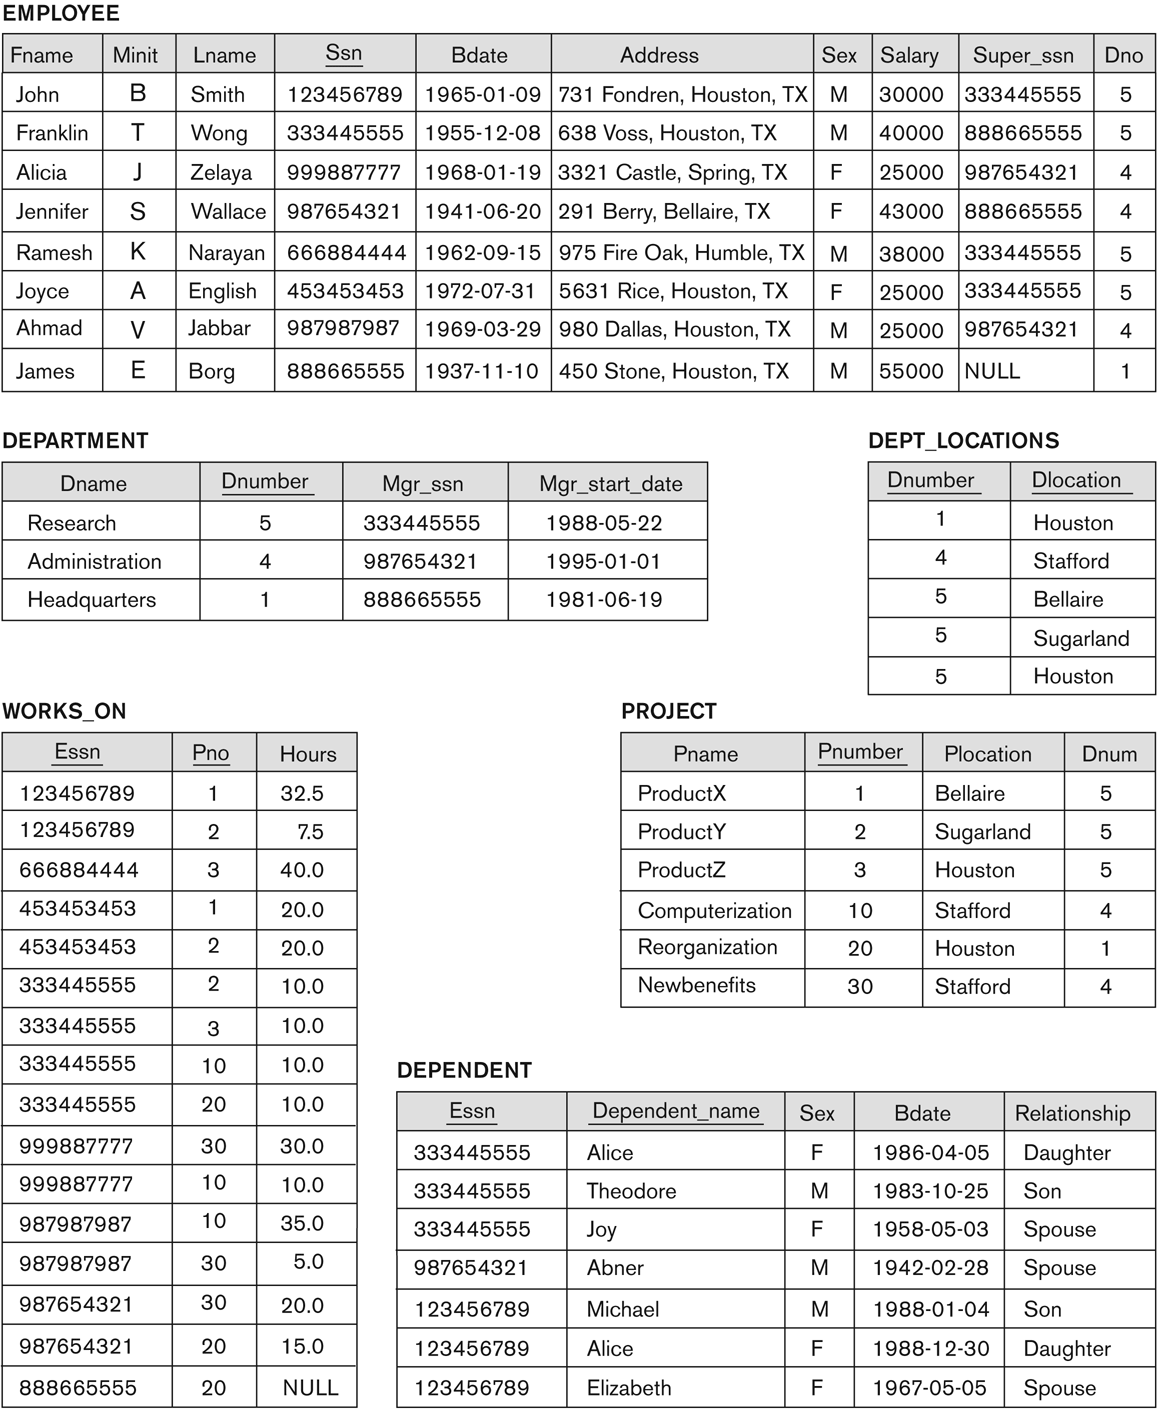 EMPLOYEE
Fname Minit Lname Ssn Bdate Address Sex Salary Super_ssn Dno
John B Smith 123456789 1965-01-09 731 Fondren, Houston, TX M 30000 333445555 5
Franklin T Wong 333445555 1955-12-08 638 Voss, Houston, TX M 40000 888665555 5
Alicia J Zelaya 999887777 1968-01-19 3321 Castle, Spring, TX F 25000 987654321 4
Jennifer S Wallace 987654321 1941-06-20 291 Berry, Bellaire, TX F 43000 888665555 4
Ramesh K Narayan 666884444 1962-09-15 975 Fire Oak, Humble, TX M 38000 333445555 5
Joyce A English 453453453 1972-07-31 5631 Rice, Houston, TX F 25000 333445555 5
Ahmad V Jabbar 987987987 1969-03-29 980 Dallas, Houston, TX M 25000 987654321 4
James E Borg 888665555 1937-11-10 450 Stone, Houston, TX M 55000 NULL 1
DEPARTMENT
Dname Dnumber Mgr_ssn Mgr_start_date
Research 5 333445555 1988-05-22
Administration 4 987654321 1995-01-01
Headquarters 1 888665555 1981-06-19
DEPT_LOCATIONS
Dnumber Dlocation
1 Houston
4 Stafford
5 Bellaire
5 Sugarland
5 Houston
WORKS_ON
Essn Pno Hours
123456789 1 32.5
123456789 2 7.5
666884444 3 40.0
453453453 1 20.0
453453453 2 20.0
333445555 2 10.0
333445555 3 10.0
333445555 10 10.0
333445555 20 10.0
999887777 30 30.0
999887777 10 10.0
987987987 10 35.0
987987987 30 5.0
987654321 30 20.0
987654321 20 15.0
888665555 20 NULL
PROJECT
Pname Pnumber Plocation Dnum
ProductX 1 Bellaire 5
ProductY 2 Sugarland 5
ProductZ 3 Houston 5
Computerization 10 Stafford 4
Reorganization 20 Houston 1
Newbenefits 30 Stafford 4
DEPENDENT
Essn Dependent_name Sex Bdate Relationship
333445555 Alice F 1986-04-05 Daughter
333445555 Theodore M 1983-10-25 Son
333445555 Joy F 1958-05-03 Spouse
987654321 Abner M 1942-02-28 Spouse
123456789 Michael M 1988-01-04 Son
123456789 Alice F 1988-12-30 Daughter
123456789 Elizabeth F 1967-05-05 Spouse